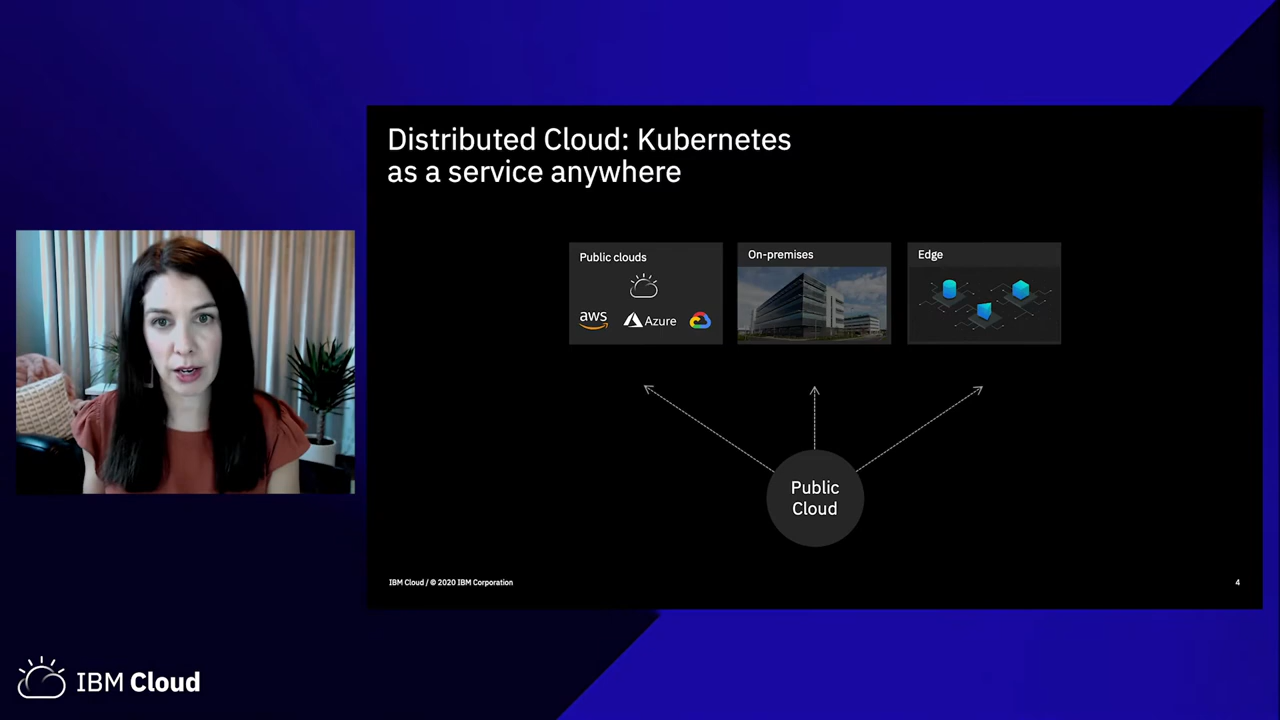 Distributed Cloud: Kubernetes
as a service anywhere
Public clouds
aws
Azure
On-premises
Edge
Public
Cloud
IBM Cloud / © 2020 IBM Corporation
4
IBM Cloud